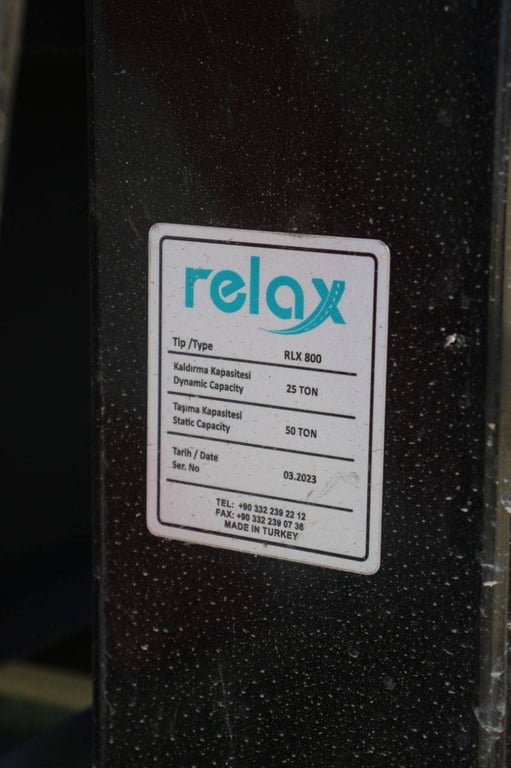 relax
Tip /Type RLX 800
Kaldırma Kapasitesi
Dynamic Capacity 25 TON
Taşıma Kapasitesi
Static Capacity 50 TON
Tarih / Date
Ser. No 03.2023
TEL: +90 332 239 22 12
FAX: +90 332 239 07 36
MADE IN TURKEY